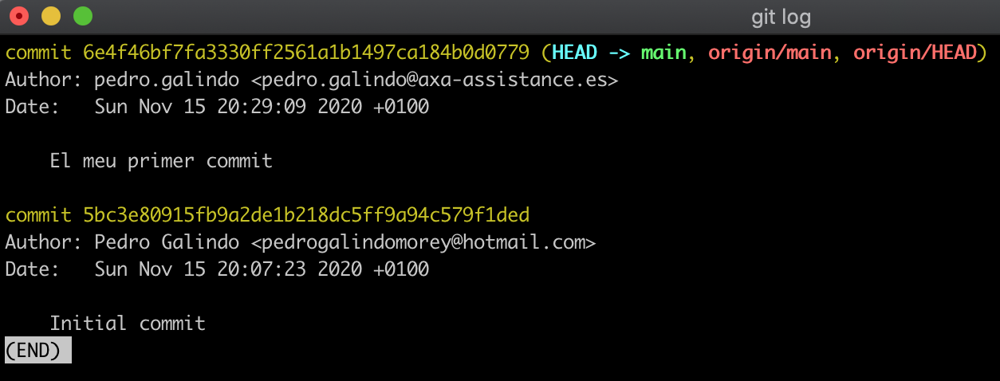 git log
commit 6e4f46bf7fa3330ff2561a1b1497ca184b0d0779 (HEAD -> main, origin/main, origin/HEAD)
Author: pedro.galindo <pedro.galindo@axa-assistance.es>
Date:   Sun Nov 15 20:29:09 2020 +0100
El meu primer commit
commit 5bc3e80915fb9a2de1b218dc5ff9a94c579f1ded
Author: Pedro Galindo <pedrogalindomorey@hotmail.com>
Date:   Sun Nov 15 20:07:23 2020 +0100
Initial commit
(END)